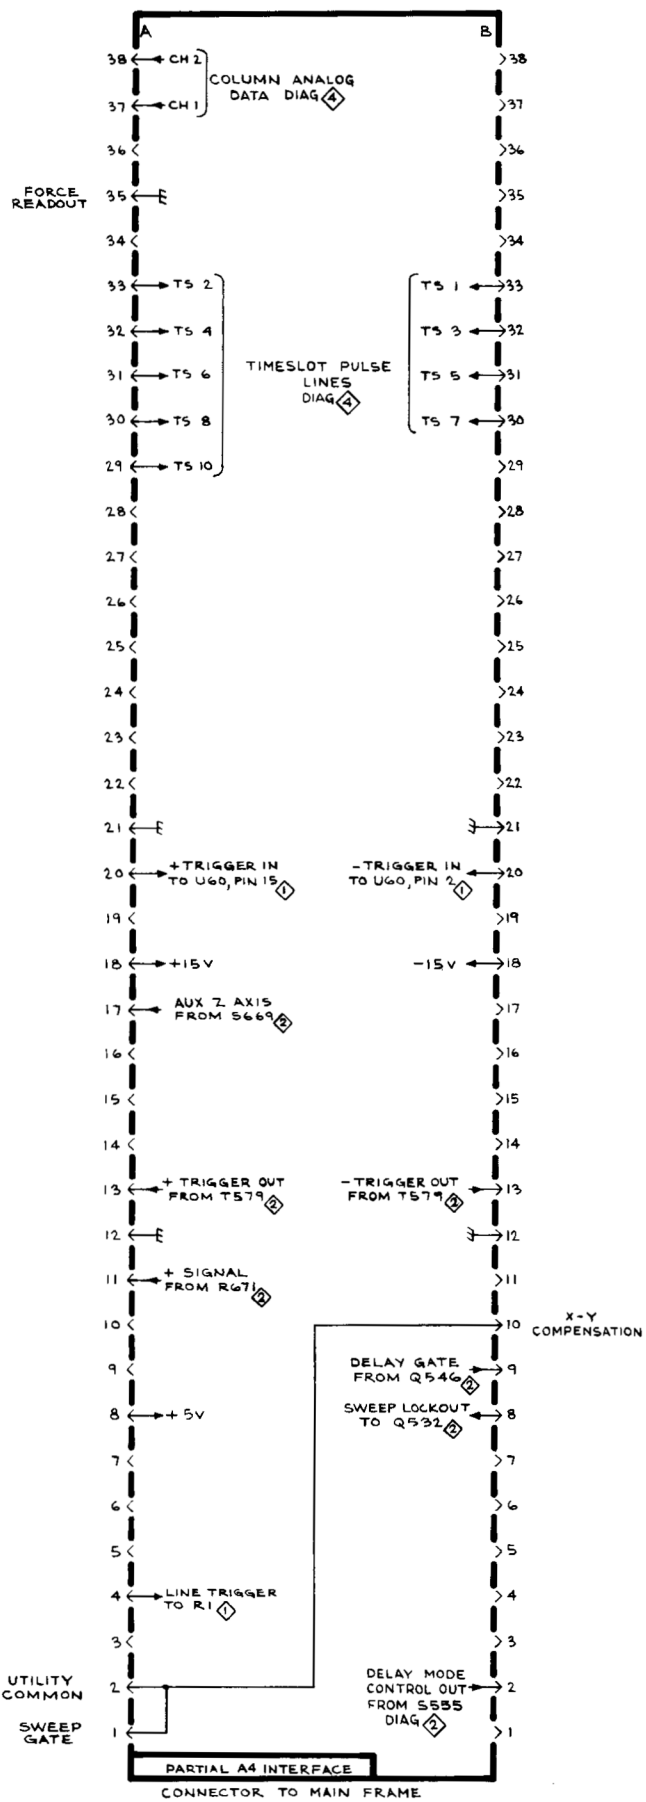 A B
38 CH 2 38
COLUMN ANALOG
DATA DIAG 4
37 CH 1 37
36 36
FORCE
READOUT
35 35
34 34
33 TS 2 TS 1 33
32 TS 4 TS 3 32
TIMESLOT PULSE
LINES
DIAG 4
31 TS 6 TS 5 31
30 TS 8 TS 7 30
29 TS 10 29
28 28
27 27
26 26
25 25
24 24
23 23
22 22
21 21
20 +TRIGGER IN
TO U60, PIN 15 1
-TRIGGER IN
TO U60, PIN 2 1
20
19 19
18 +15V -15V 18
17 AUX Z AXIS
FROM S669 2
17
16 16
15 15
14 14
13 + TRIGGER OUT
FROM T579 2
-TRIGGER OUT
FROM T579 2
13
12 12
11 + SIGNAL
FROM R671 2
11
10 10
X-Y
COMPENSATION
9 DELAY GATE
FROM Q546 2
9
8 +5V SWEEP LOCKOUT
TO Q532 2
8
7 7
6 6
5 5
4 LINE TRIGGER
TO R1 1
4
3 3
UTILITY
COMMON
2 DELAY MODE
CONTROL OUT
FROM S555
DIAG 2
2
SWEEP
GATE
1 1
PARTIAL A4 INTERFACE
CONNECTOR TO MAIN FRAME